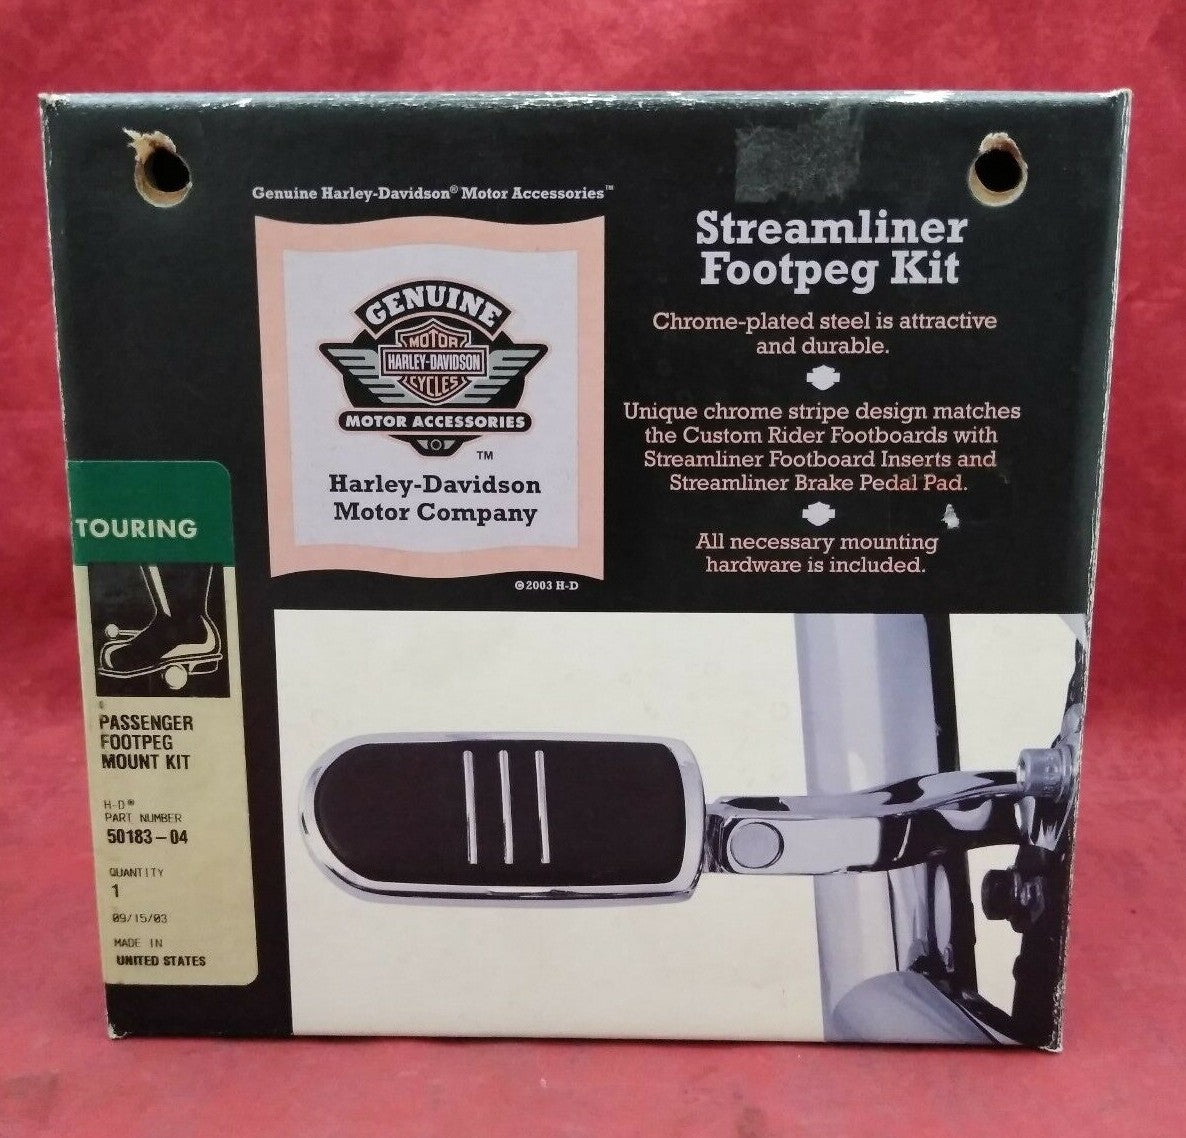 Genuine Harley-Davidson® Motor Accessories™
GENUINE
MOTOR
HARLEY-DAVIDSON
CYCLES
MOTOR ACCESSORIES
™
Harley-Davidson
Motor Company
©2003 H-D
Streamliner
Footpeg Kit
Chrome-plated steel is attractive
and durable.
Unique chrome stripe design matches
the Custom Rider Footboards with
Streamliner Footboard Inserts and
Streamliner Brake Pedal Pad.
All necessary mounting
hardware is included.
TOURING
PASSENGER
FOOTPEG
MOUNT KIT
H-D®
PART NUMBER
50183-04
QUANTITY
1
09/15/03
MADE IN
UNITED STATES